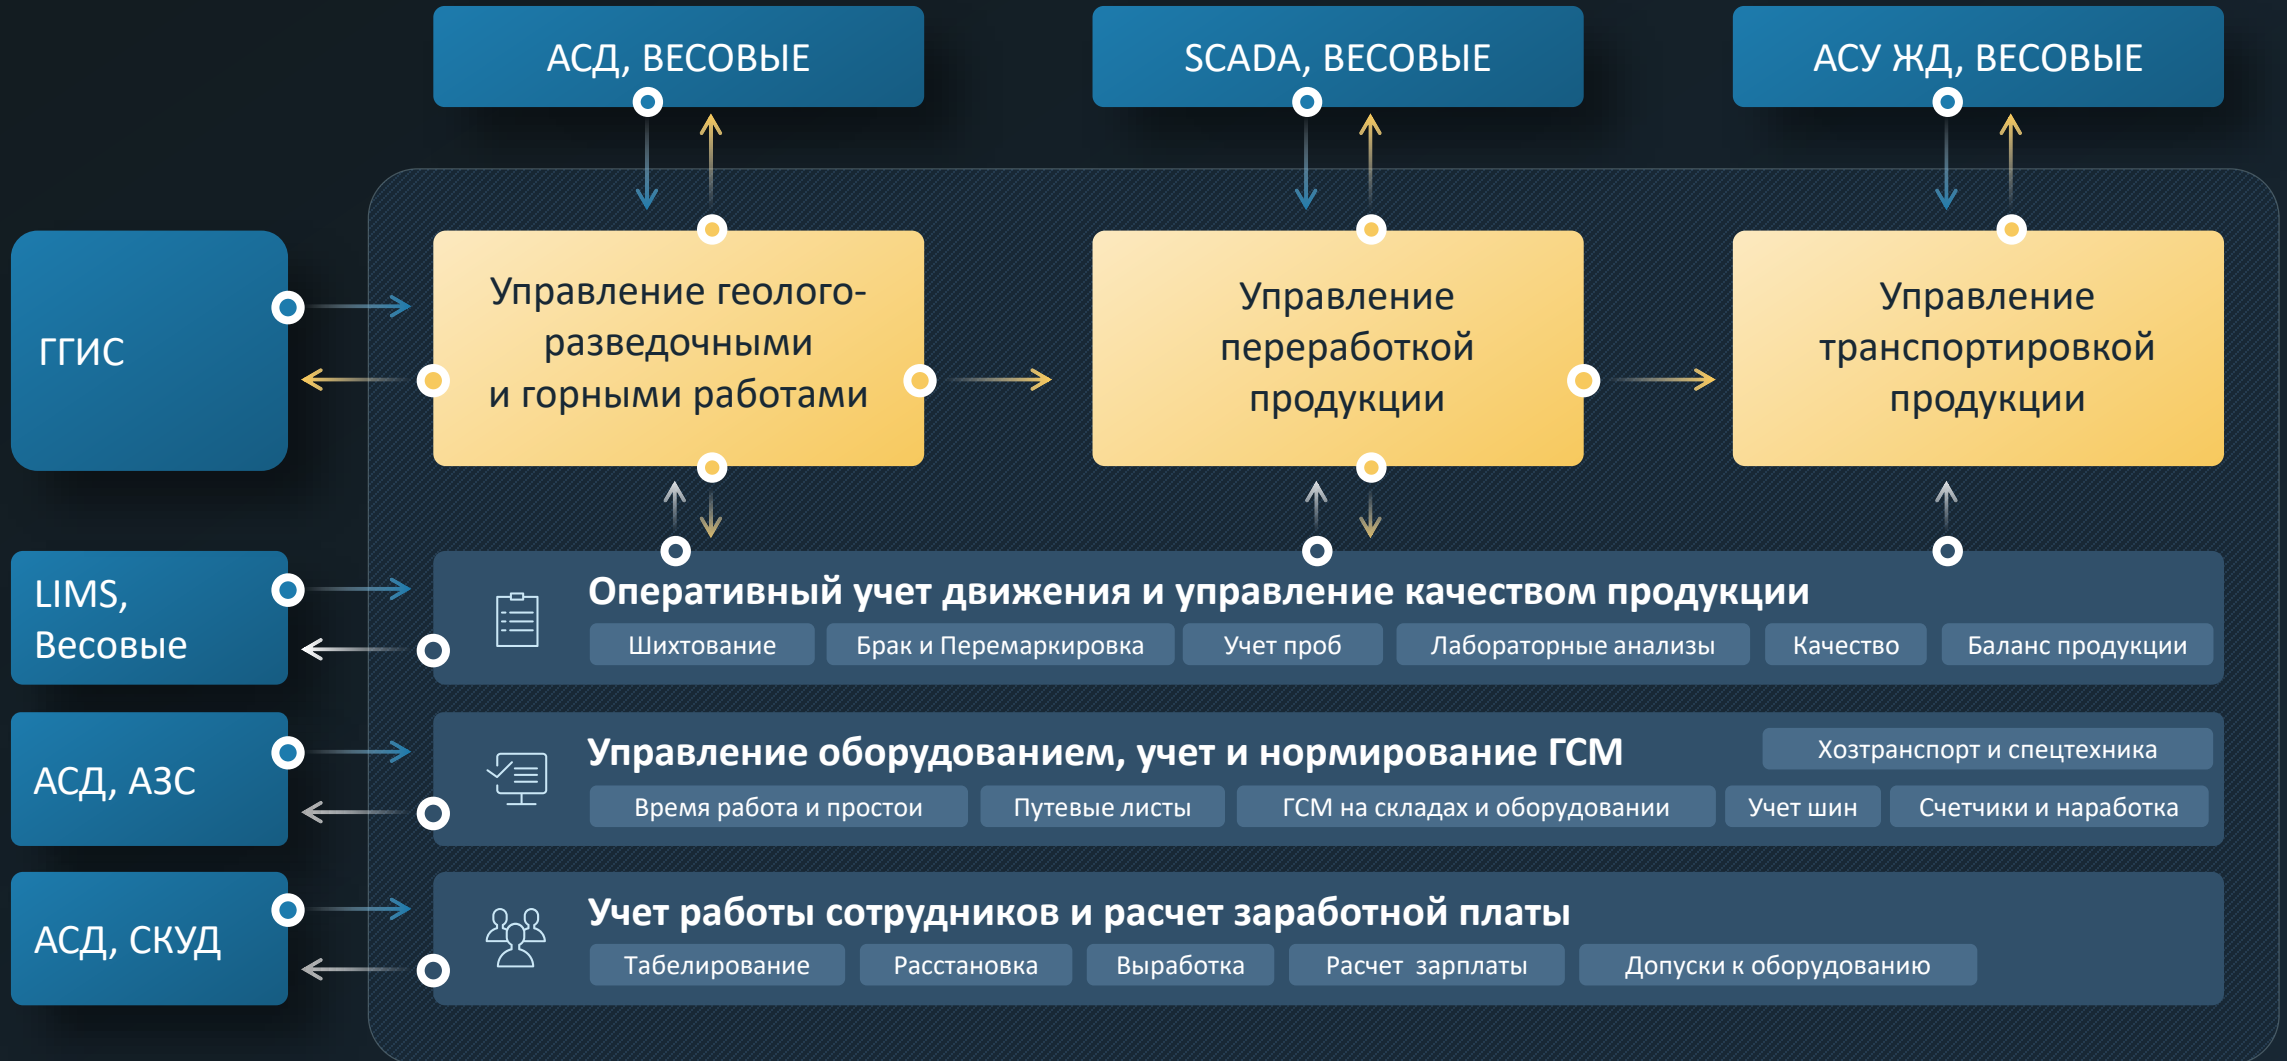 АСД, ВЕСОВЫЕ
SCADA, ВЕСОВЫЕ
АСУ ЖД, ВЕСОВЫЕ
ГГИС
Управление геолого-
разведочными
и горными работами
Управление
переработкой
продукции
Управление
транспортировкой
продукции
LIMS,
Весовые
Оперативный учет движения и управление качеством продукции
Шихтование
Брак и Перемаркировка
Учет проб
Лабораторные анализы
Качество
Баланс продукции
АСД, АЗС
Управление оборудованием, учет и нормирование ГСМ
Хозтранспорт и спецтехника
Время работа и простои
Путевые листы
ГСМ на складах и оборудовании
Учет шин
Счетчики и наработка
АСД, СКУД
Учет работы сотрудников и расчет заработной платы
Табелирование
Расстановка
Выработка
Расчет зарплаты
Допуски к оборудованию